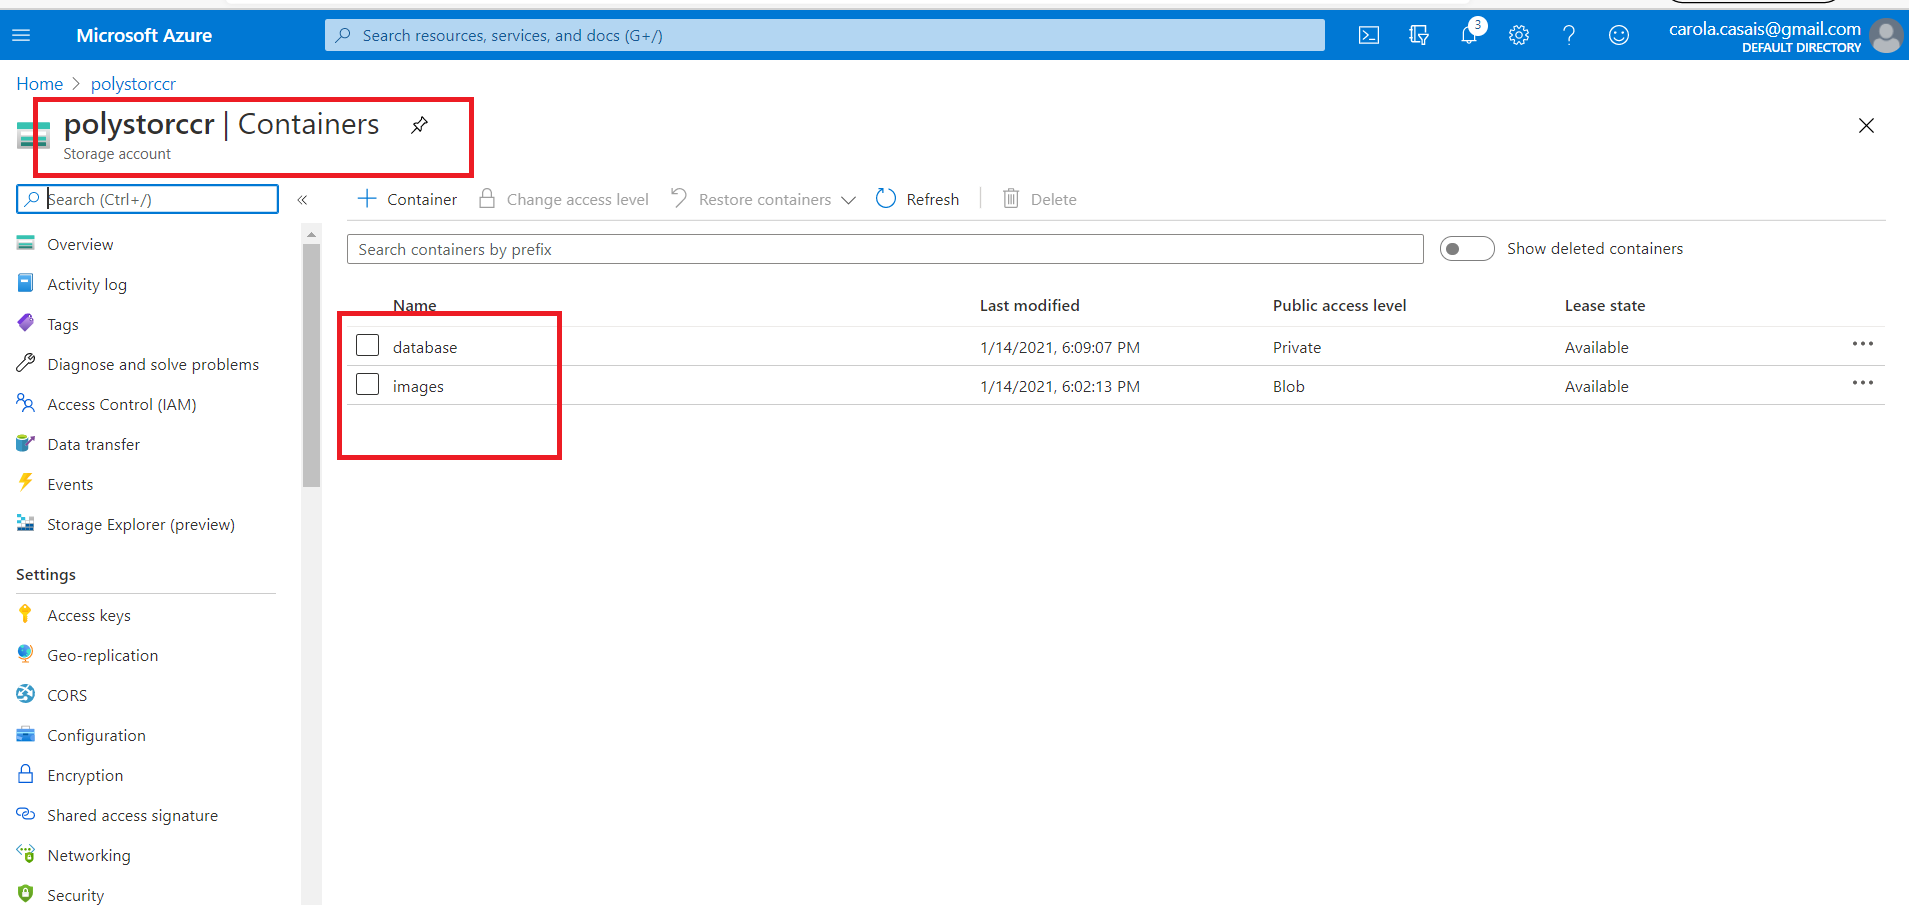 Microsoft Azure
Search resources, services, and docs (G+/)
3
carola.casais@gmail.com
DEFAULT DIRECTORY
Home > polystorccr
polystorccr | Containers
Storage account
Search (Ctrl+/)
«
Container
Change access level
Restore containers
Refresh
Delete
Search containers by prefix
Show deleted containers
Name Last modified Public access level Lease state
database 1/14/2021, 6:09:07 PM Private Available
images 1/14/2021, 6:02:13 PM Blob Available
Overview
Activity log
Tags
Diagnose and solve problems
Access Control (IAM)
Data transfer
Events
Storage Explorer (preview)
Settings
Access keys
Geo-replication
CORS
Configuration
Encryption
Shared access signature
Networking
Security